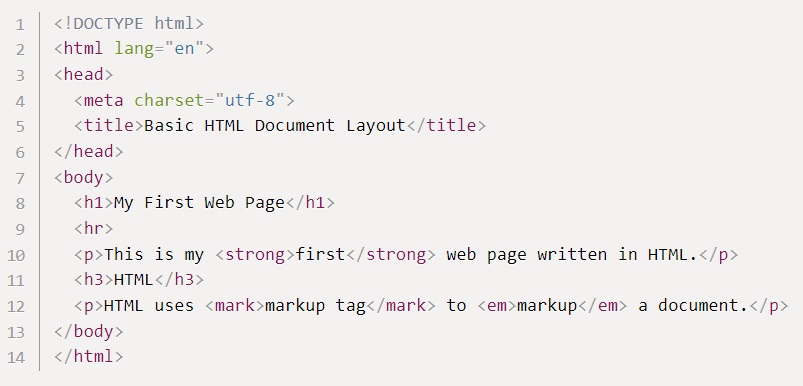 1 <!DOCTYPE html>
2 <html lang="en">
3 <head>
4   <meta charset="utf-8">
5   <title>Basic HTML Document Layout</title>
6 </head>
7 <body>
8   <h1>My First Web Page</h1>
9   <hr>
10   <p>This is my <strong>first</strong> web page written in HTML.</p>
11   <h3>HTML</h3>
12   <p>HTML uses <mark>markup tag</mark> to <em>markup</em> a document.</p>
13 </body>
14 </html>